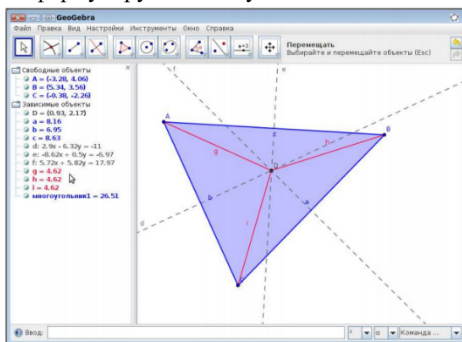 GeoGebra
Файл Правка Вид Настройки Инструменты Окно Справка
Перемещать
Выбирайте и перемещайте объекты (Esc)
Свободные объекты
A = (-3.28, 4.06)
B = (5.34, 3.56)
C = (-0.38, -2.26)
Зависимые объекты
D = (0.93, 2.17)
a = 8.16
b = 6.95
c = 8.63
d: 2.9x - 6.32y = -11
e: -8.62x + 0.5y = -6.97
f: 5.72x + 5.82y = 17.97
g = 4.62
h = 4.62
i = 4.62
многоугольник1 = 26.51
f
e
A
c
B
g
h
D
b
a
d
i
C
Ввод:
Команда ...